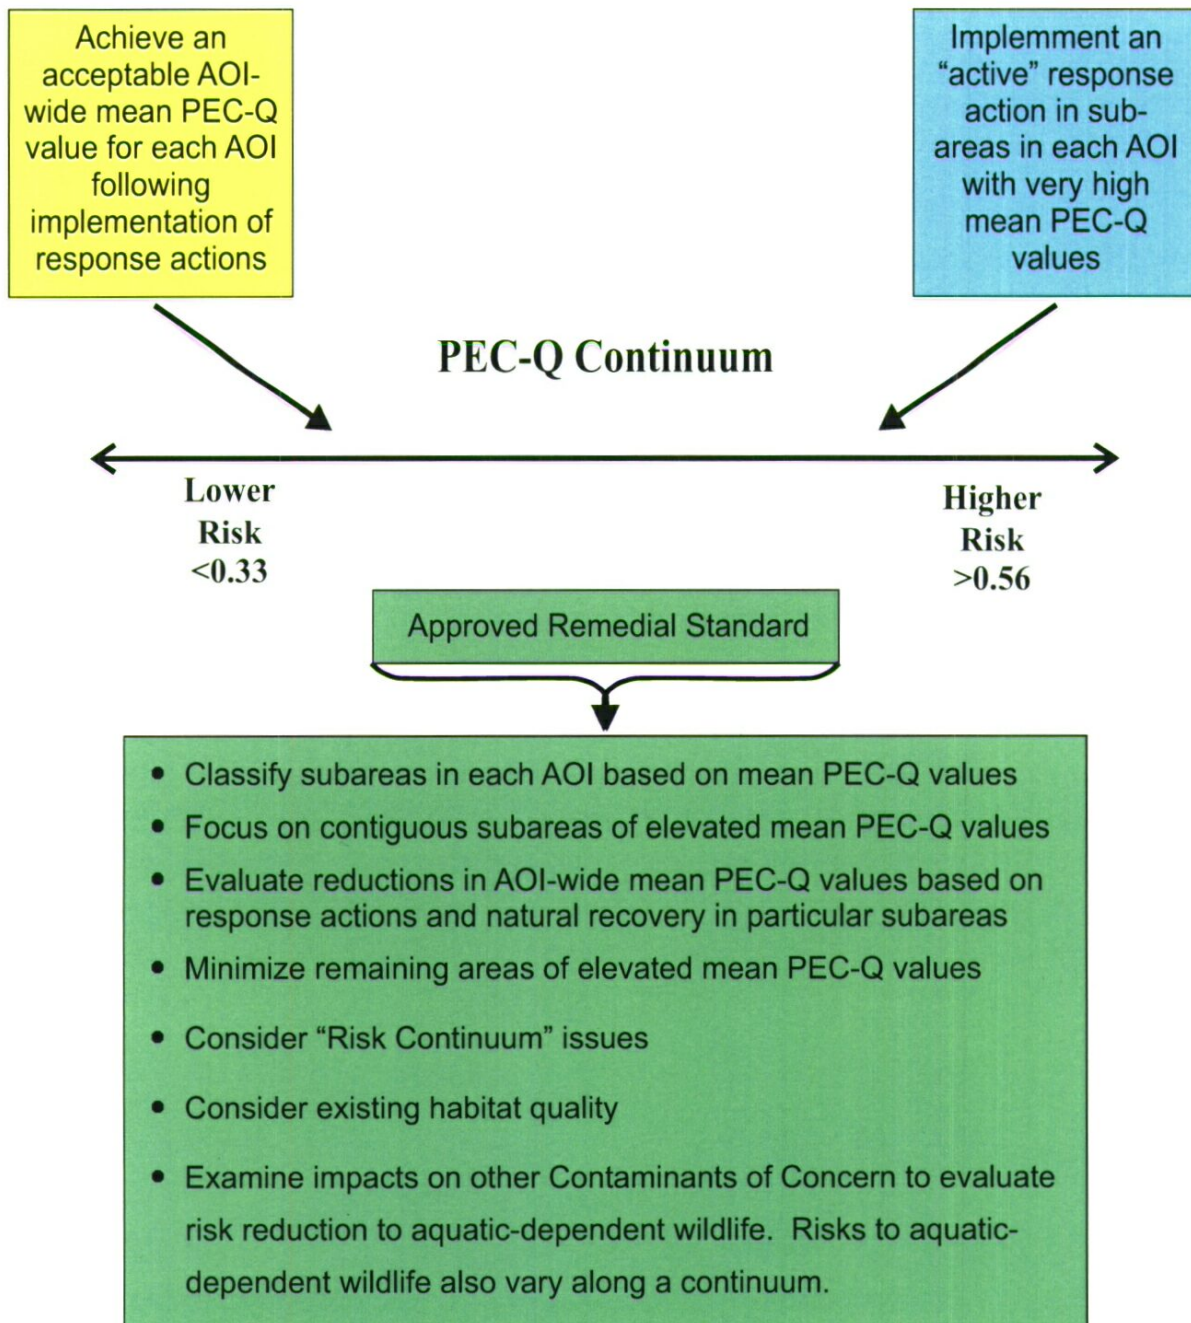 Achieve an
acceptable AOI-
wide mean PEC-Q
value for each AOI
following
implementation of
response actions
Implemment an
“active” response
action in sub-
areas in each AOI
with very high
mean PEC-Q
values
PEC-Q Continuum
Lower
Risk
<0.33
Higher
Risk
>0.56
Approved Remedial Standard
• Classify subareas in each AOI based on mean PEC-Q values
• Focus on contiguous subareas of elevated mean PEC-Q values
• Evaluate reductions in AOI-wide mean PEC-Q values based on
response actions and natural recovery in particular subareas
• Minimize remaining areas of elevated mean PEC-Q values
• Consider “Risk Continuum” issues
• Consider existing habitat quality
• Examine impacts on other Contaminants of Concern to evaluate
risk reduction to aquatic-dependent wildlife.  Risks to aquatic-
dependent wildlife also vary along a continuum.